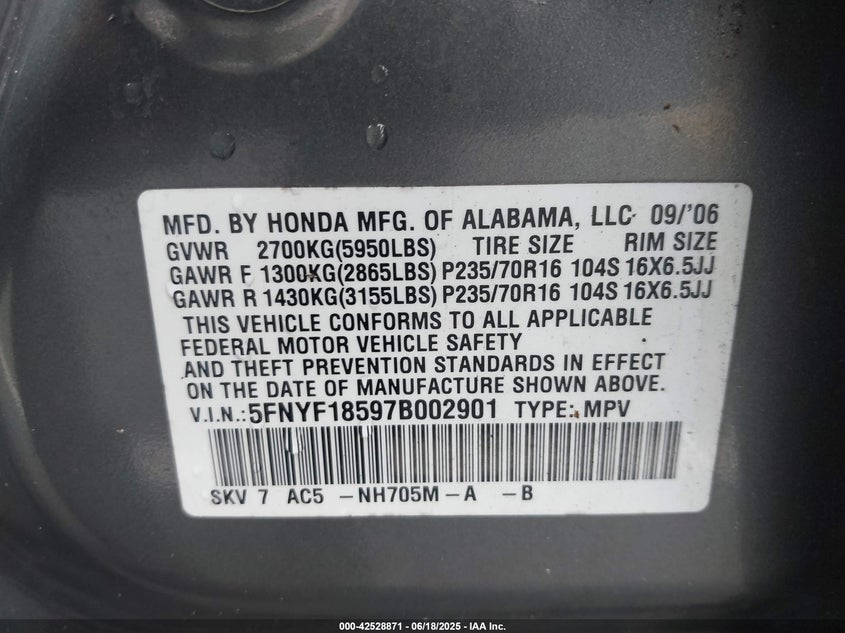 MFD. BY HONDA MFG. OF ALABAMA, LLC 09/'06
GVWR 2700KG(5950LBS) TIRE SIZE RIM SIZE
GAWR F 1300KG(2865LBS) P235/70R16 104S 16X6.5JJ
GAWR R 1430KG(3155LBS) P235/70R16 104S 16X6.5JJ
THIS VEHICLE CONFORMS TO ALL APPLICABLE
FEDERAL MOTOR VEHICLE SAFETY
AND THEFT PREVENTION STANDARDS IN EFFECT
ON THE DATE OF MANUFACTURE SHOWN ABOVE.
V.I.N.:5FNYF18597B002901 TYPE: MPV
SKV 7 AC5 -NH705M-A -B
000-42528871 - 06/18/2025 - IAA Inc.